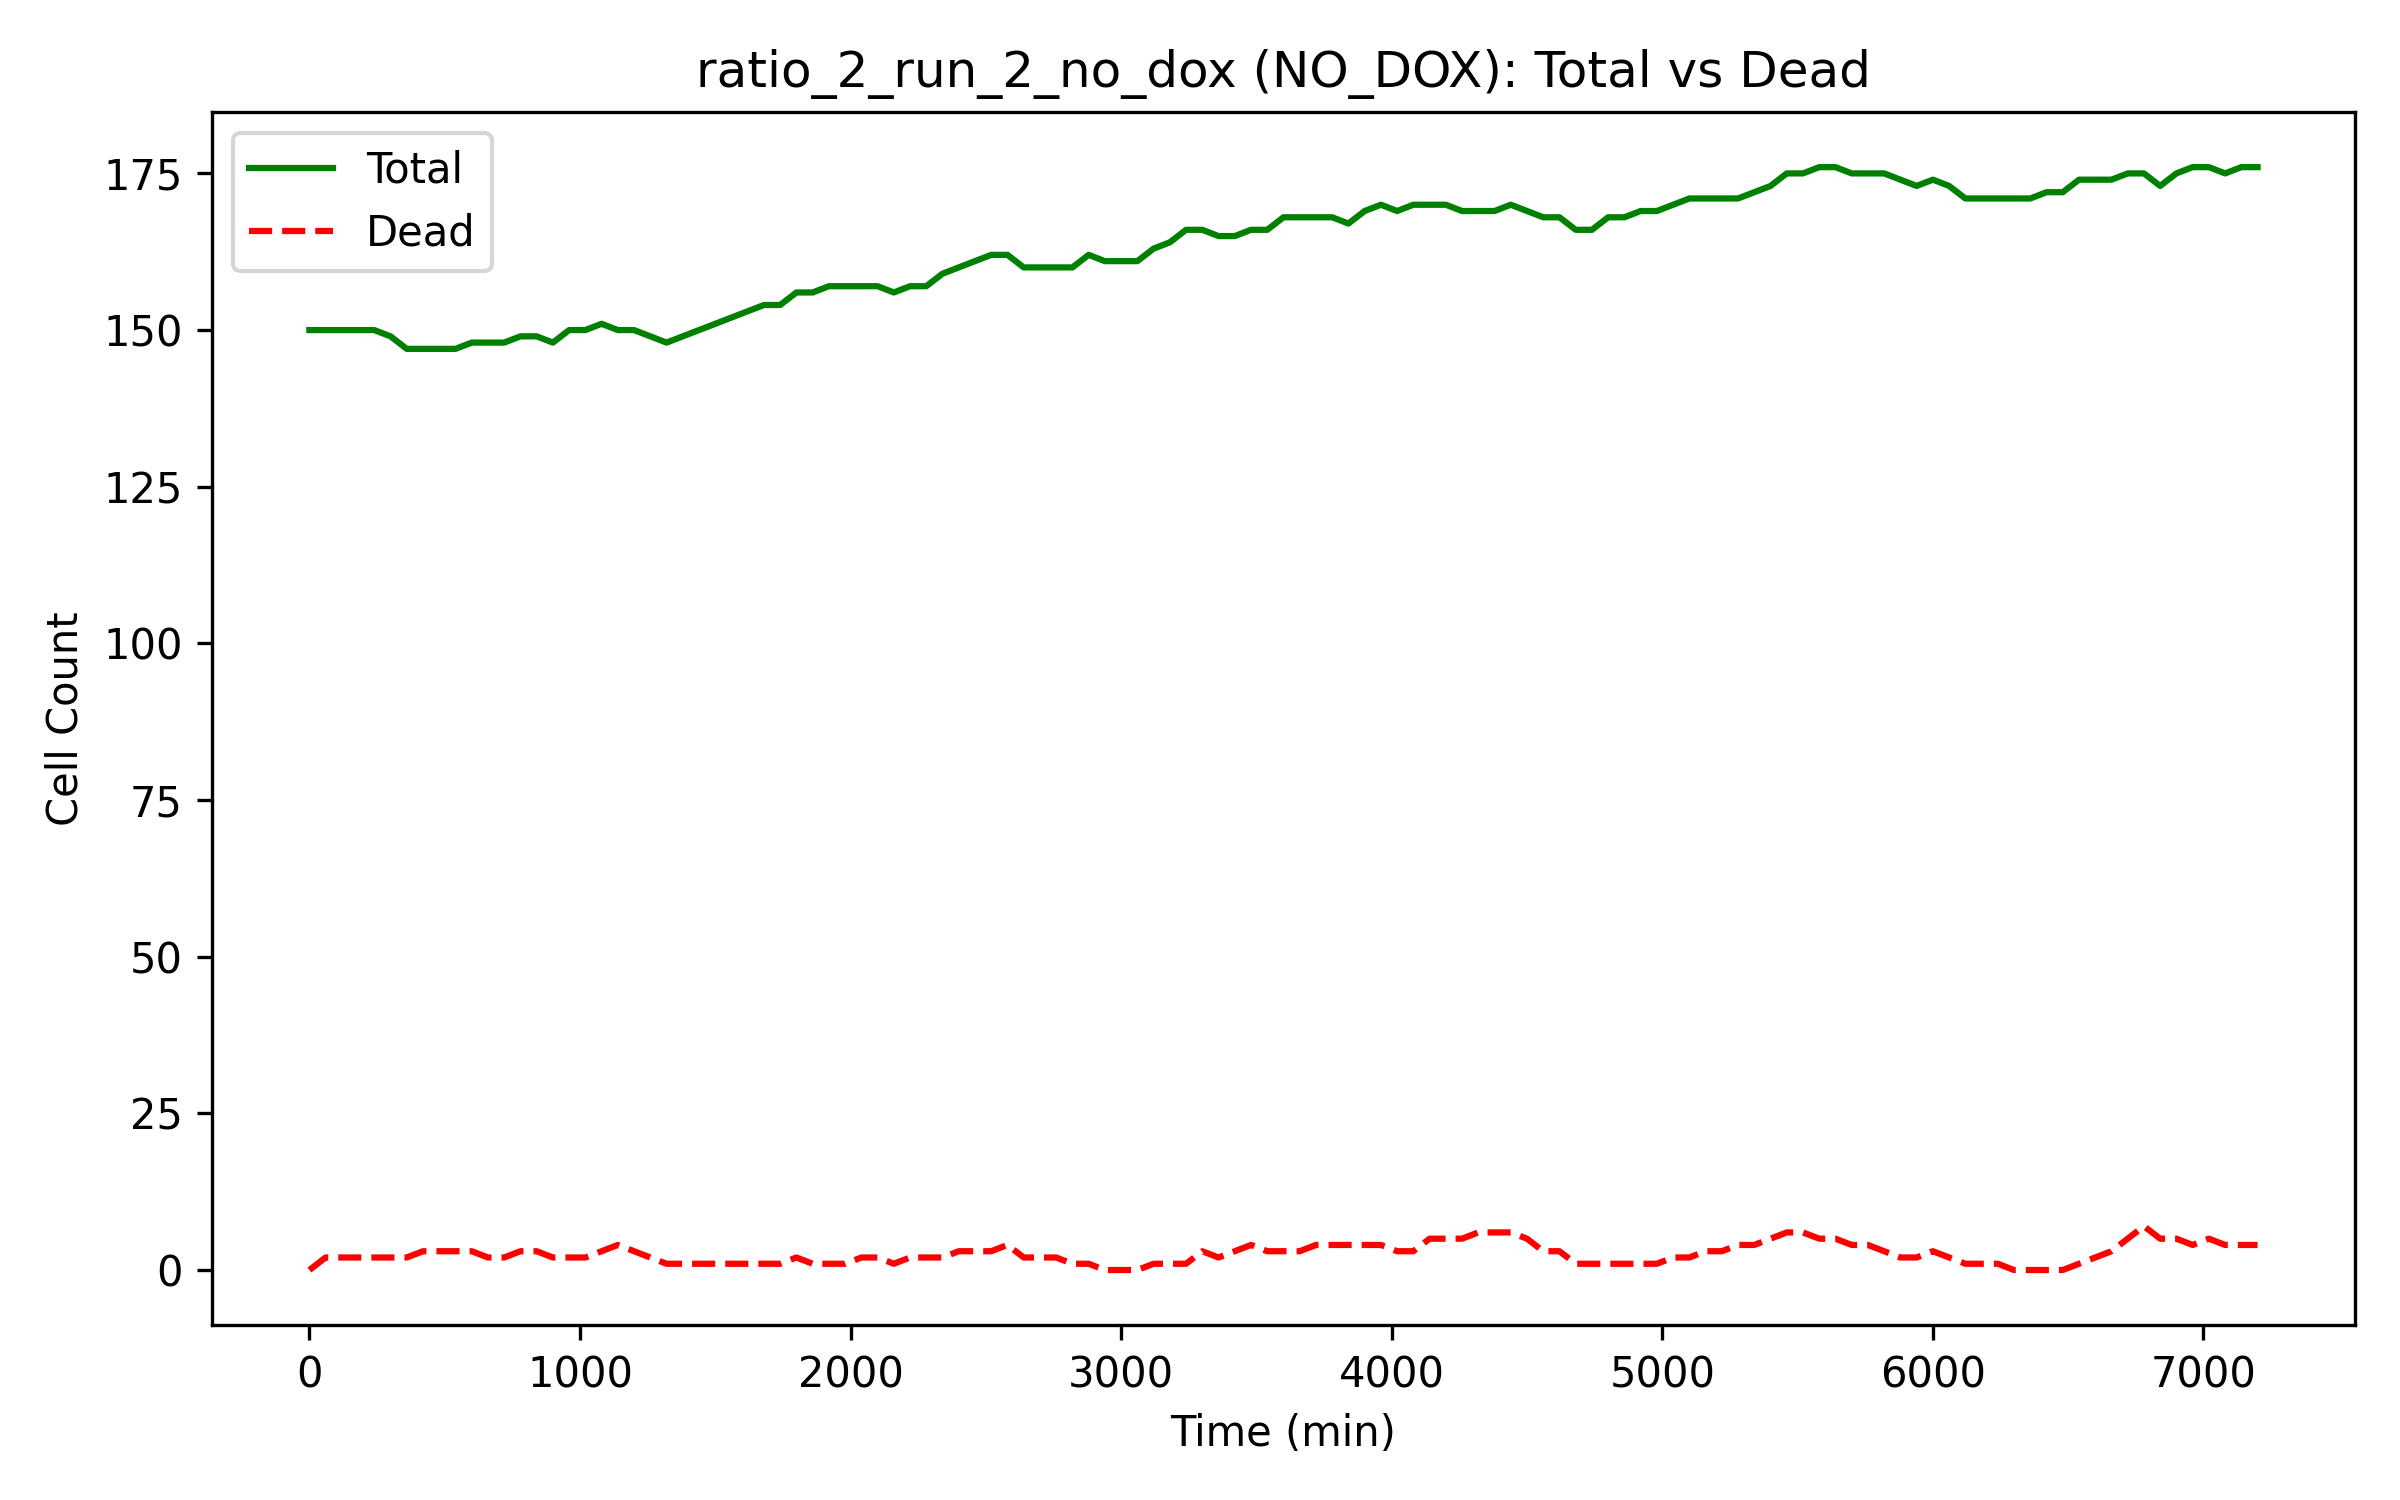 ratio_2_run_2_no_dox (NO_DOX): Total vs Dead
Total
Dead
175
150
125
100
75
50
25
0
Cell Count
0 1000 2000 3000 4000 5000 6000 7000
Time (min)